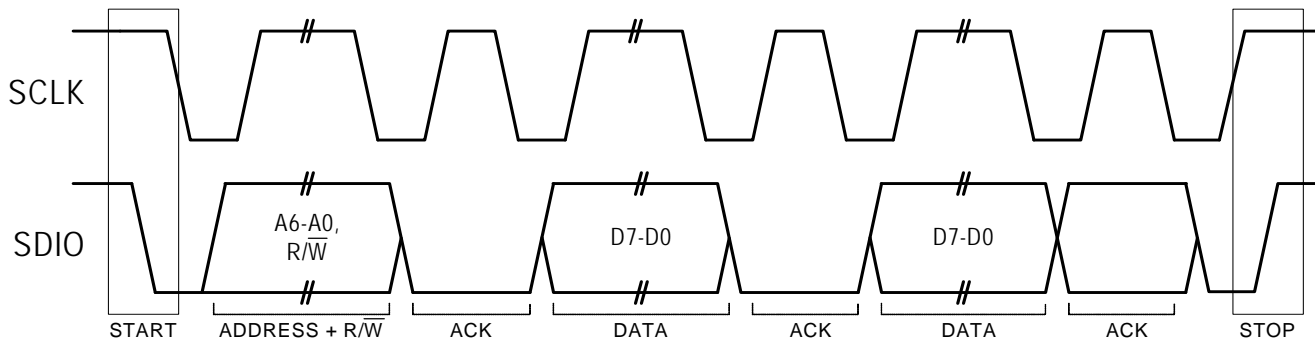 SCLK
SDIO
A6-A0,
R/W̅
D7-D0
D7-D0
START
ADDRESS + R/W̅
ACK
DATA
ACK
DATA
ACK
STOP